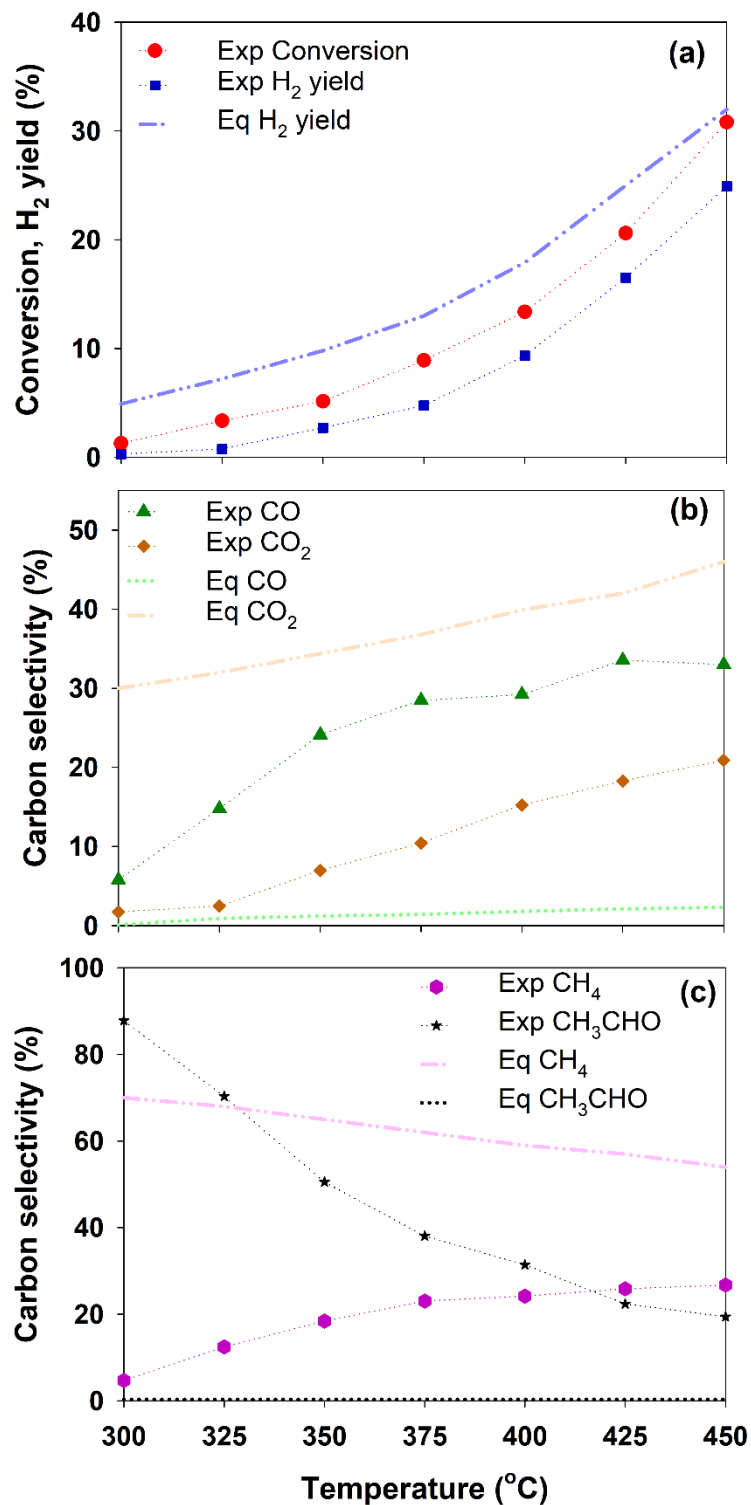 40
30
20
10
0
Conversion, H₂ yield (%)
Exp Conversion
Exp H₂ yield
Eq H₂ yield
(a)
50
40
30
20
10
0
Carbon selectivity (%)
Exp CO
Exp CO₂
Eq CO
Eq CO₂
(b)
100
80
60
40
20
0
Carbon selectivity (%)
Exp CH₄
Exp CH₃CHO
Eq CH₄
Eq CH₃CHO
(c)
300 325 350 375 400 425 450
Temperature (°C)